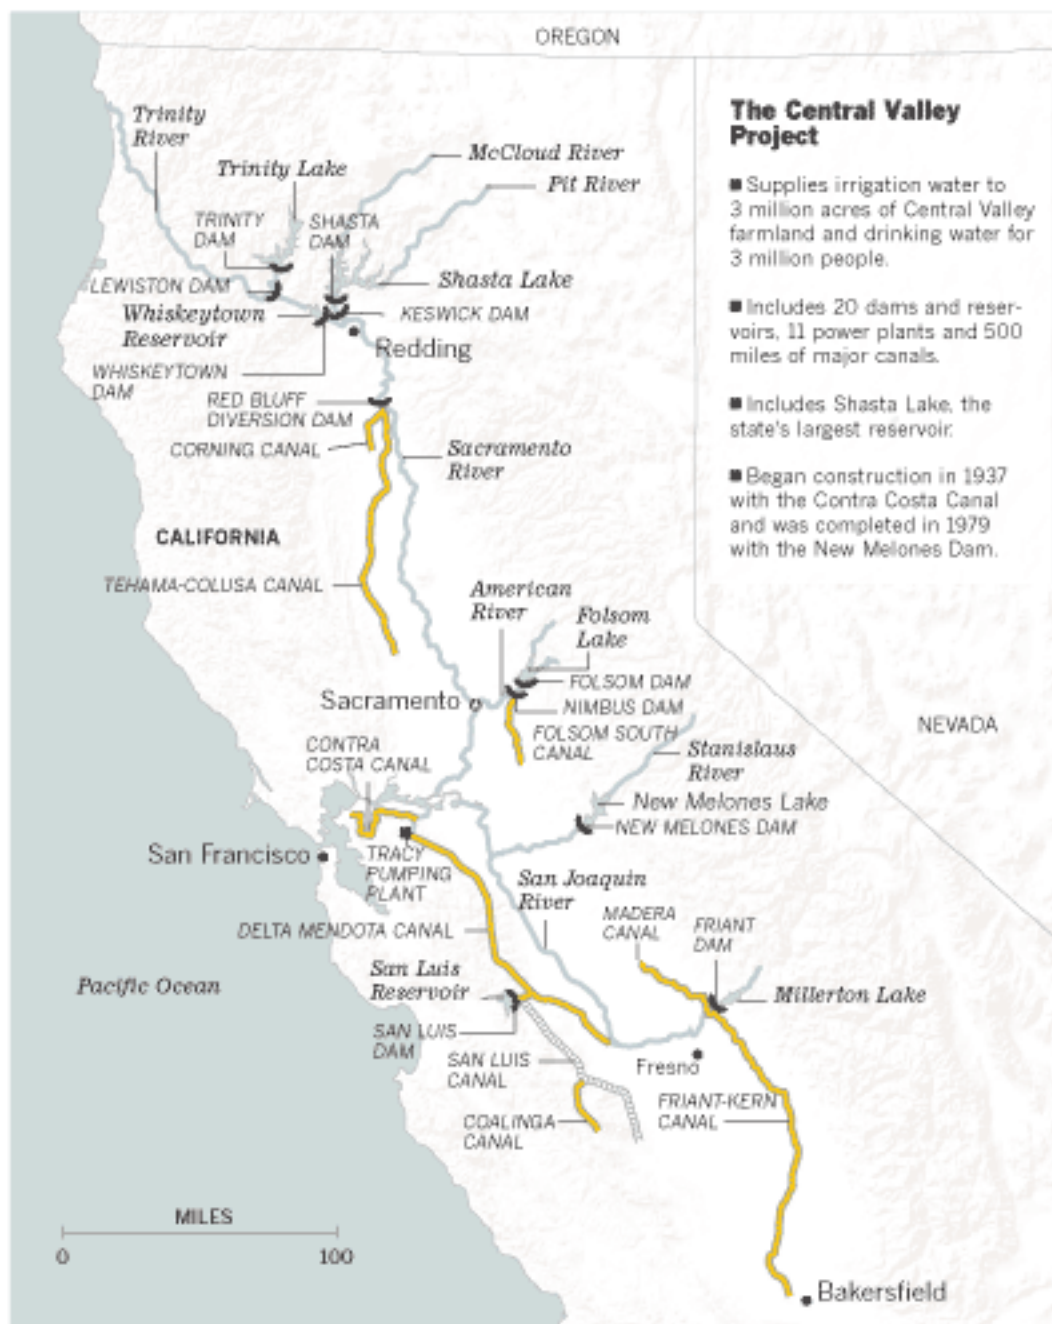 OREGON
The Central Valley
Project
■ Supplies irrigation water to
3 million acres of Central Valley
farmland and drinking water for
3 million people.
■ Includes 20 dams and reser-
voirs, 11 power plants and 500
miles of major canals.
■ Includes Shasta Lake, the
state's largest reservoir.
■ Began construction in 1937
with the Contra Costa Canal
and was completed in 1979
with the New Melones Dam.
Trinity
River
McCloud River
Trinity Lake
Pit River
TRINITY
DAM
SHASTA
DAM
LEWISTON DAM
Shasta Lake
Whiskeytown
Reservoir
KESWICK DAM
Redding
WHISKEYTOWN
DAM
RED BLUFF
DIVERSION DAM
CORNING CANAL
Sacramento
River
CALIFORNIA
TEHAMA-COLUSA CANAL
American
River
Folsom
Lake
FOLSOM DAM
Sacramento
NIMBUS DAM
FOLSOM SOUTH
CANAL
NEVADA
CONTRA
COSTA CANAL
Stanislaus
River
New Melones Lake
NEW MELONES DAM
San Francisco
TRACY
PUMPING
PLANT
San Joaquin
River
MADERA
CANAL
FRIANT
DAM
DELTA MENDOTA CANAL
San Luis
Reservoir
Pacific Ocean
Millerton Lake
SAN LUIS
DAM
SAN LUIS
CANAL
Fresno
COALINGA
CANAL
FRIANT-KERN
CANAL
MILES
0
100
Bakersfield